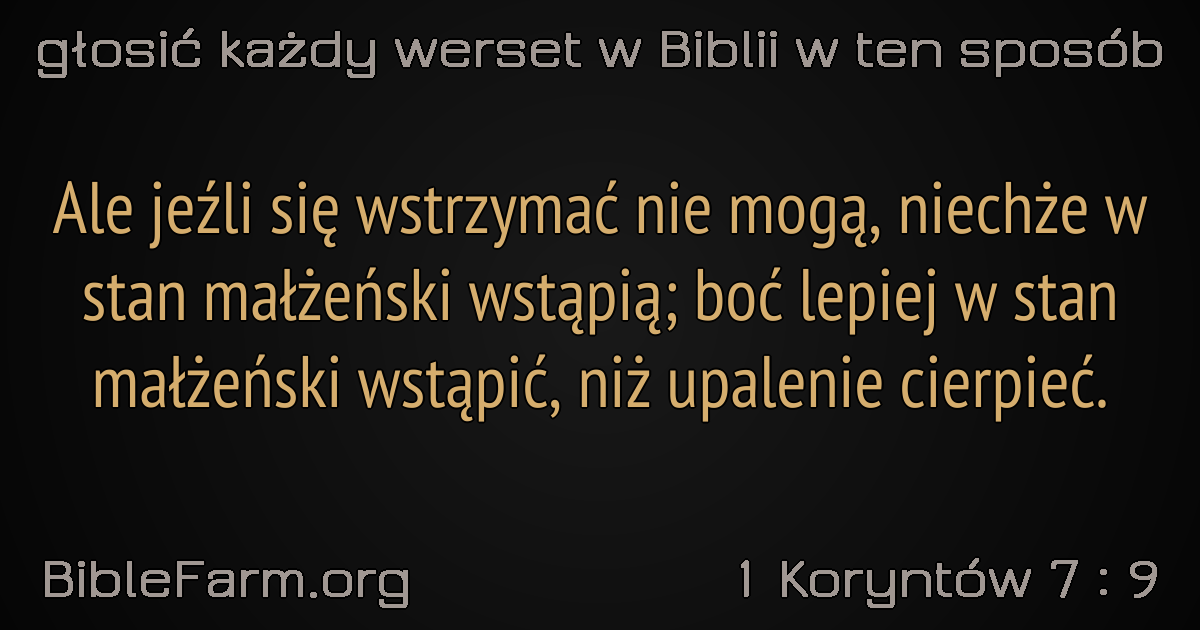 głosić każdy werset w Biblii w ten sposób
Ale jeźli się wstrzymać nie mogą, niechże w
stan małżeński wstąpią; boć lepiej w stan
małżeński wstąpić, niż upalenie cierpieć.
BibleFarm.org
1 Koryntów 7 : 9